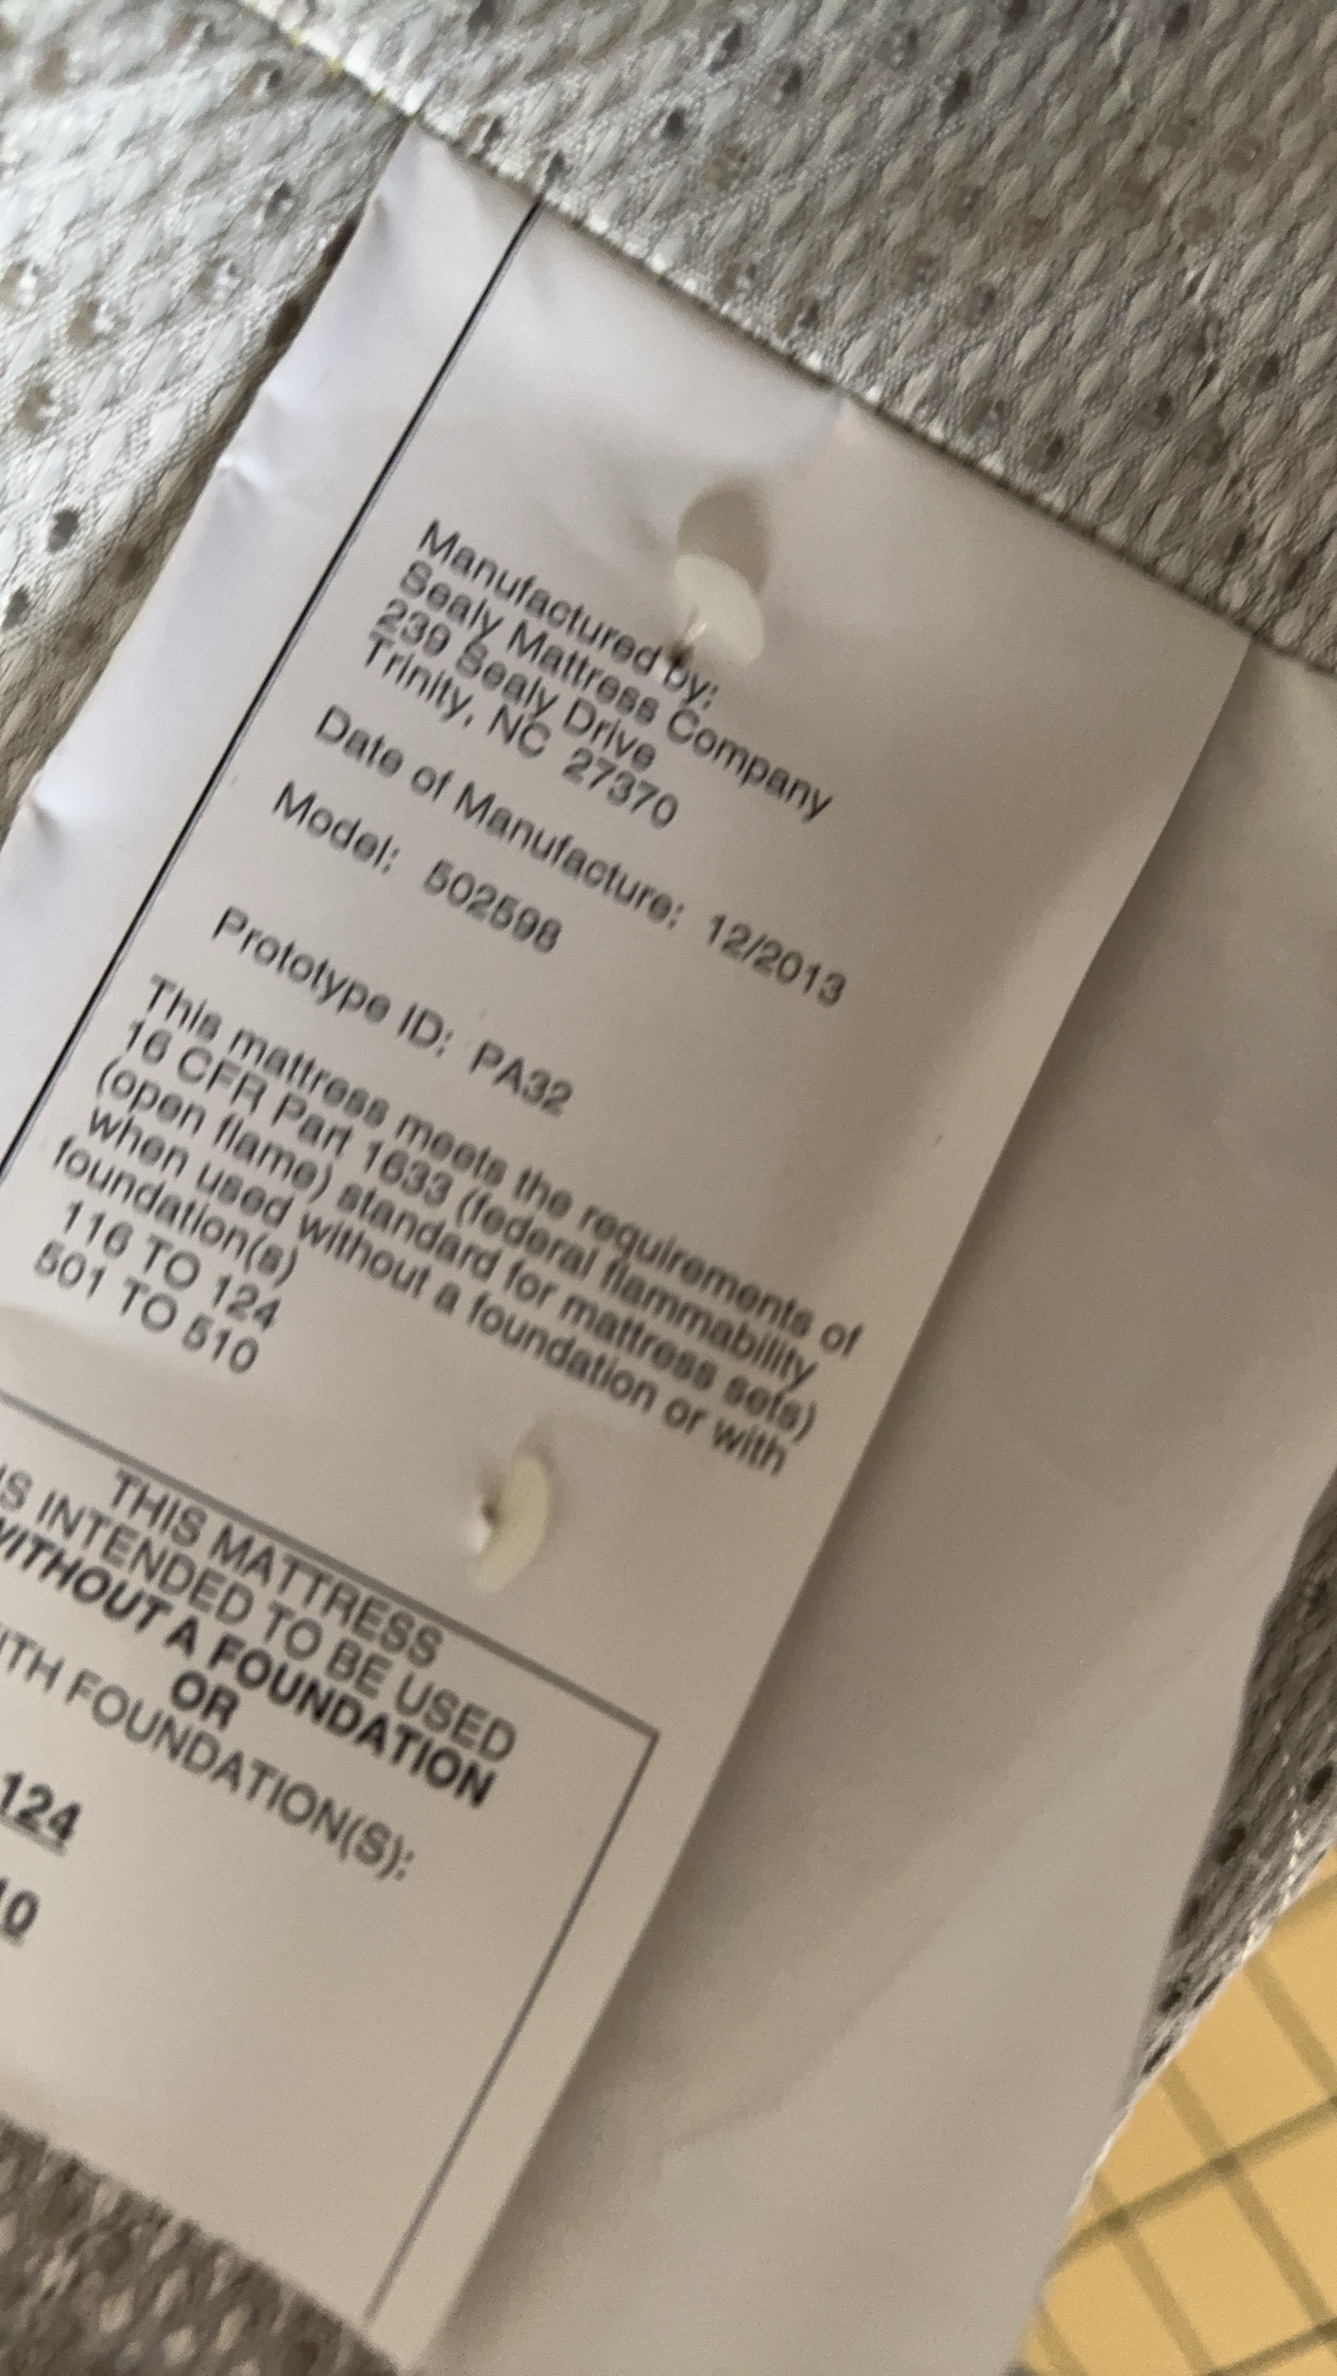 Manufactured by:
Sealy Mattress Company
239 Sealy Drive
Trinity, NC 27370
Date of Manufacture: 12/2013
Model: 502598
Prototype ID: PA32
This mattress meets the requirements of
16 CFR Part 1633 (federal flammability
(open flame) standard for mattress sets)
when used without a foundation or with
foundation(s)
116 TO 124
501 TO 510
THIS MATTRESS
IS INTENDED TO BE USED
WITHOUT A FOUNDATION
OR
WITH FOUNDATION(S):
124
10